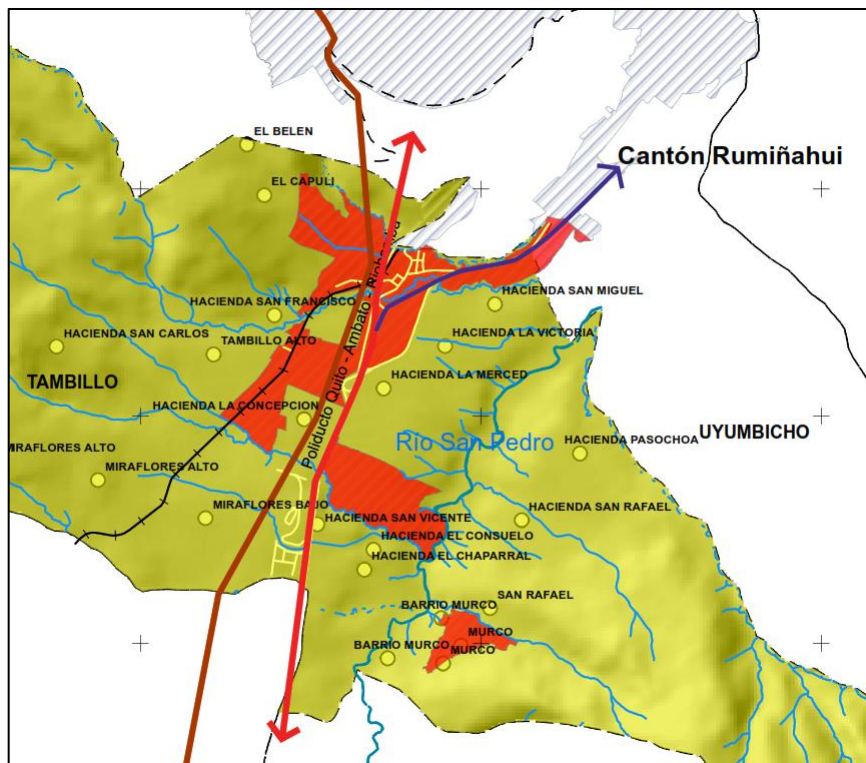 EL BELEN
Cantón Rumiñahui
EL CAPULI
Poliducto Quito - Ambato - Riobamba
HACIENDA SAN FRANCISCO
HACIENDA SAN MIGUEL
HACIENDA SAN CARLOS
TAMBILLO ALTO
HACIENDA LA VICTORIA
TAMBILLO
HACIENDA LA MERCED
HACIENDA LA CONCEPCION
UYUMBICHO
Río San Pedro
HACIENDA PASOCHOA
MIRAFLORES ALTO
MIRAFLORES ALTO
MIRAFLORES BAJO
HACIENDA SAN VICENTE
HACIENDA SAN RAFAEL
HACIENDA EL CONSUELO
HACIENDA EL CHAPARRAL
BARRIO MURCO
SAN RAFAEL
MURCO
BARRIO MURCO
MURCO